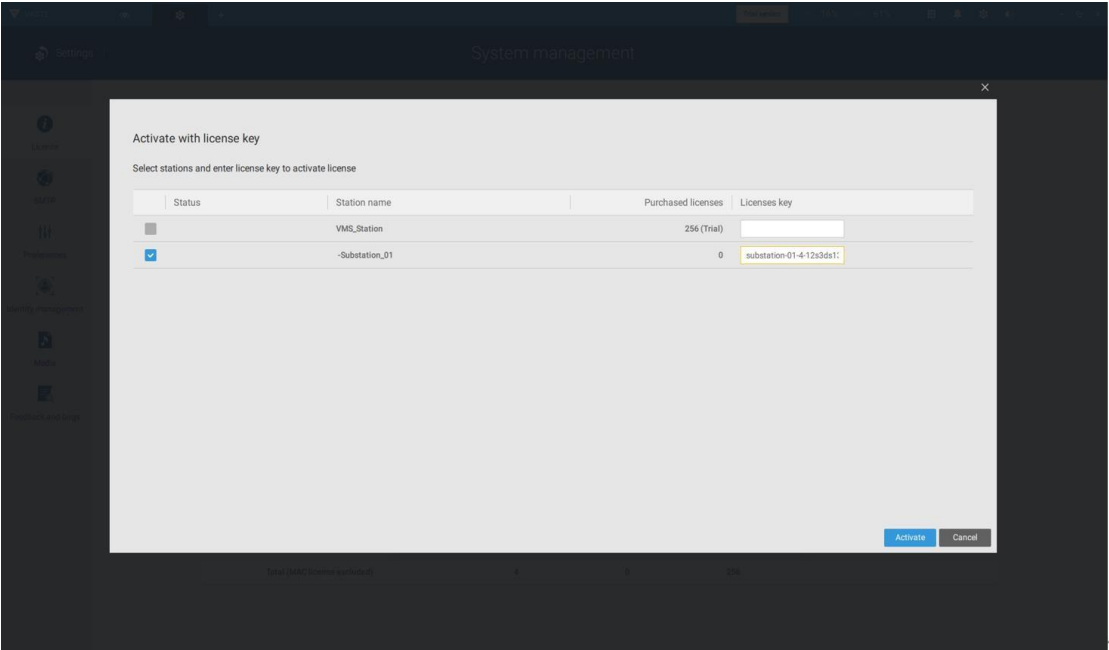 Settings
System management
Activate with license key
Select stations and enter license key to activate license
Status Station name Purchased licenses Licenses key
VMS_Station 256 (Trial)
-Substation_01 0 substation-01-4-12s3ds1
Activate Cancel